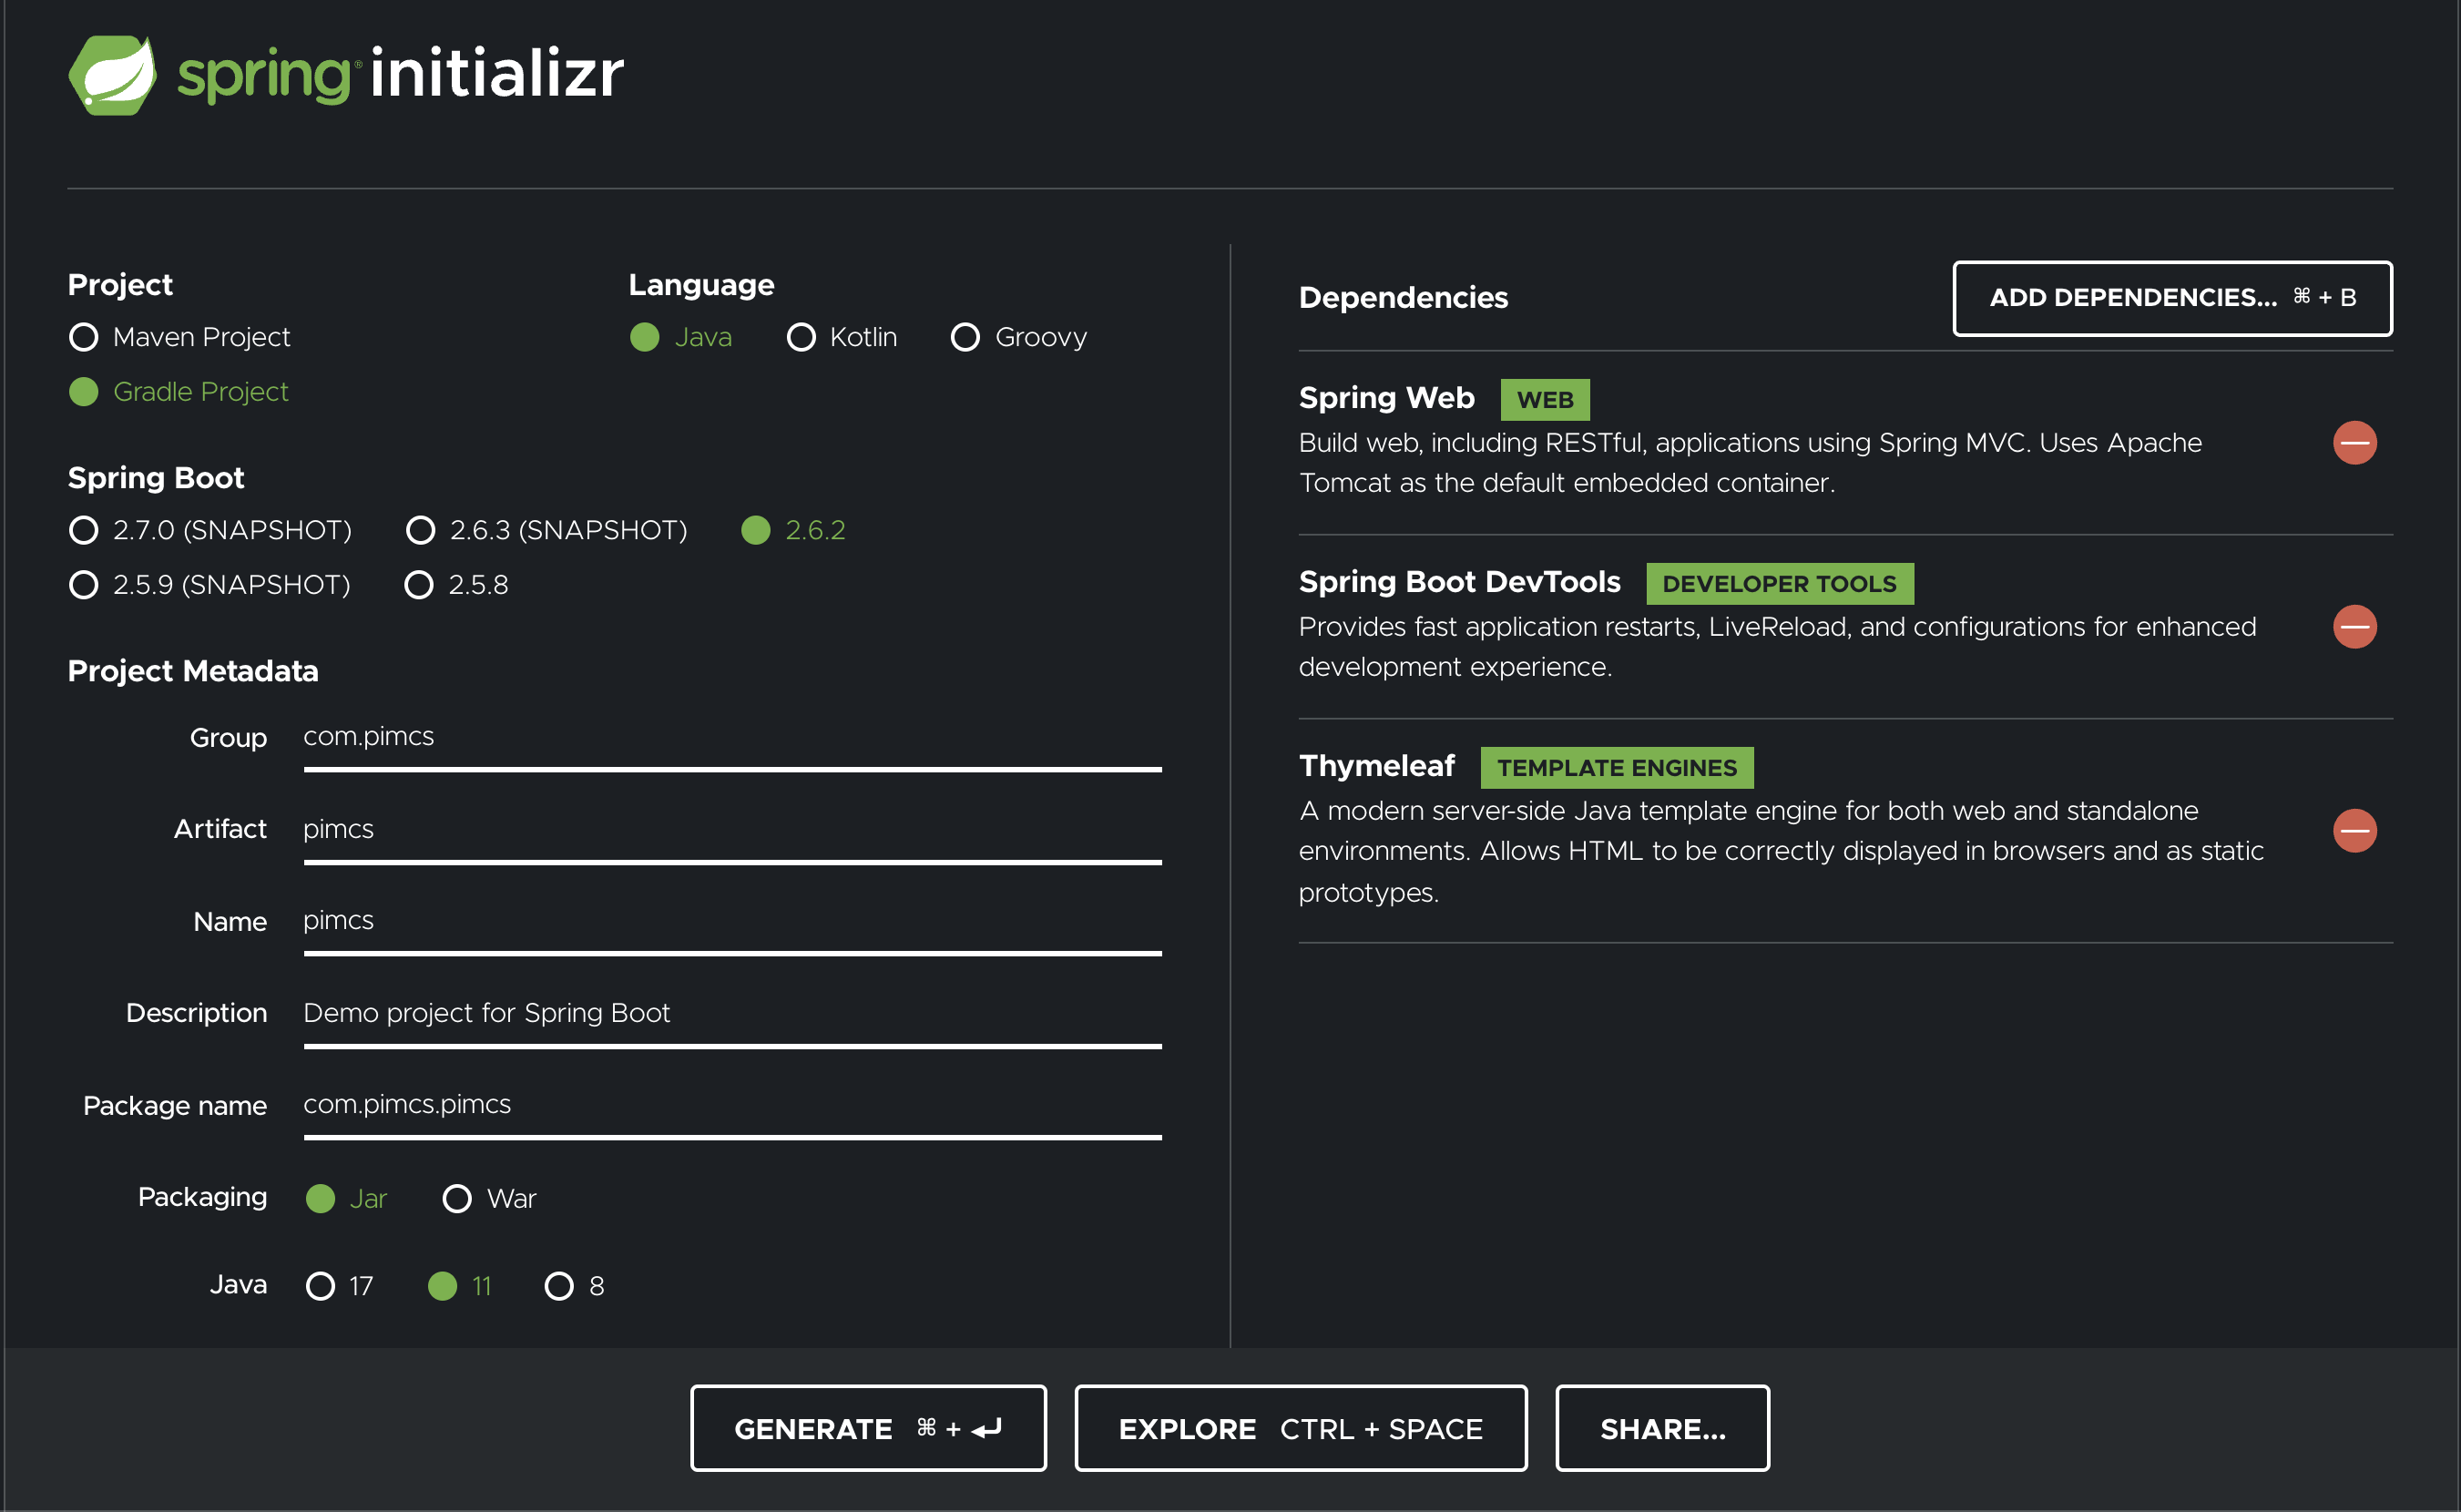 spring® initializr
Project
Maven Project
Gradle Project
Language
Java Kotlin Groovy
Spring Boot
2.7.0 (SNAPSHOT) 2.6.3 (SNAPSHOT) 2.6.2
2.5.9 (SNAPSHOT) 2.5.8
Project Metadata
Group com.pimcs
Artifact pimcs
Name pimcs
Description Demo project for Spring Boot
Package name com.pimcs.pimcs
Packaging Jar War
Java 17 11 8
Dependencies
ADD DEPENDENCIES... ⌘ + B
Spring Web WEB
Build web, including RESTful, applications using Spring MVC. Uses Apache
Tomcat as the default embedded container.
Spring Boot DevTools DEVELOPER TOOLS
Provides fast application restarts, LiveReload, and configurations for enhanced
development experience.
Thymeleaf TEMPLATE ENGINES
A modern server-side Java template engine for both web and standalone
environments. Allows HTML to be correctly displayed in browsers and as static
prototypes.
GENERATE ⌘ + ⏎
EXPLORE CTRL + SPACE
SHARE...